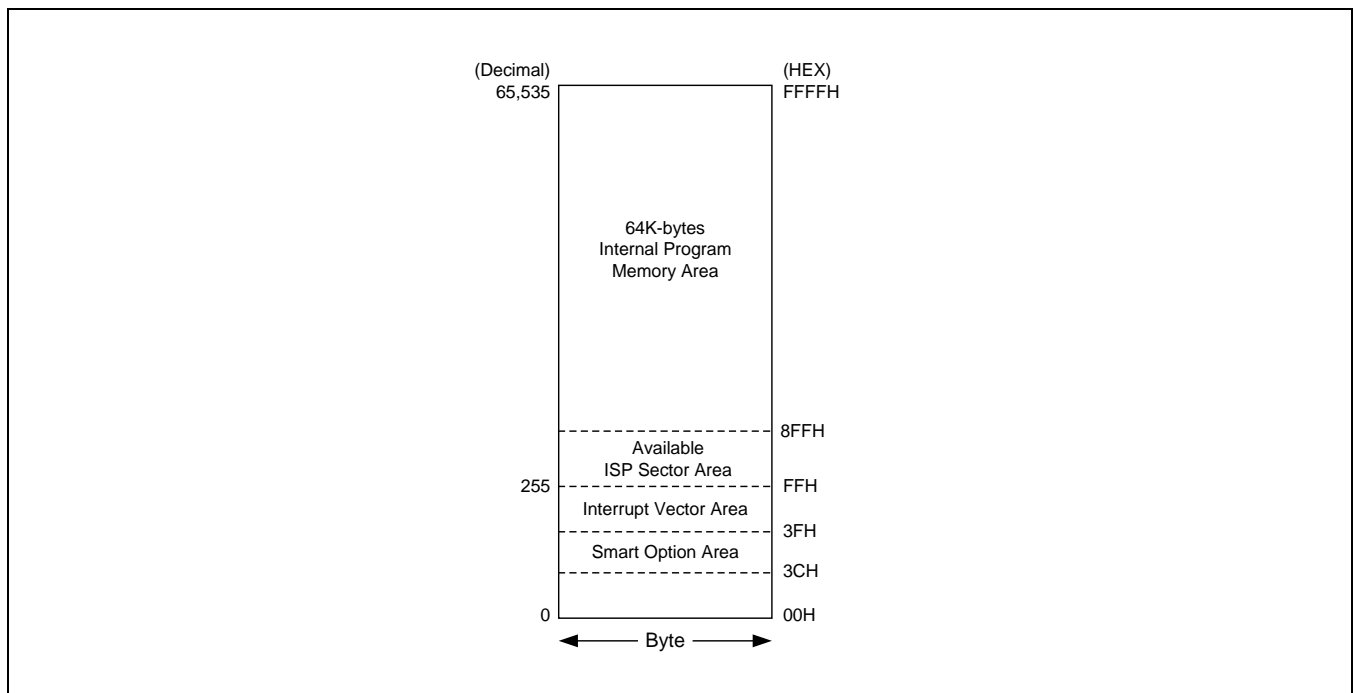 (Decimal) (HEX)
65,535 FFFFH
64K-bytes
Internal Program
Memory Area
8FFH
Available
ISP Sector Area
255 FFH
Interrupt Vector Area
3FH
Smart Option Area
3CH
0 00H
Byte